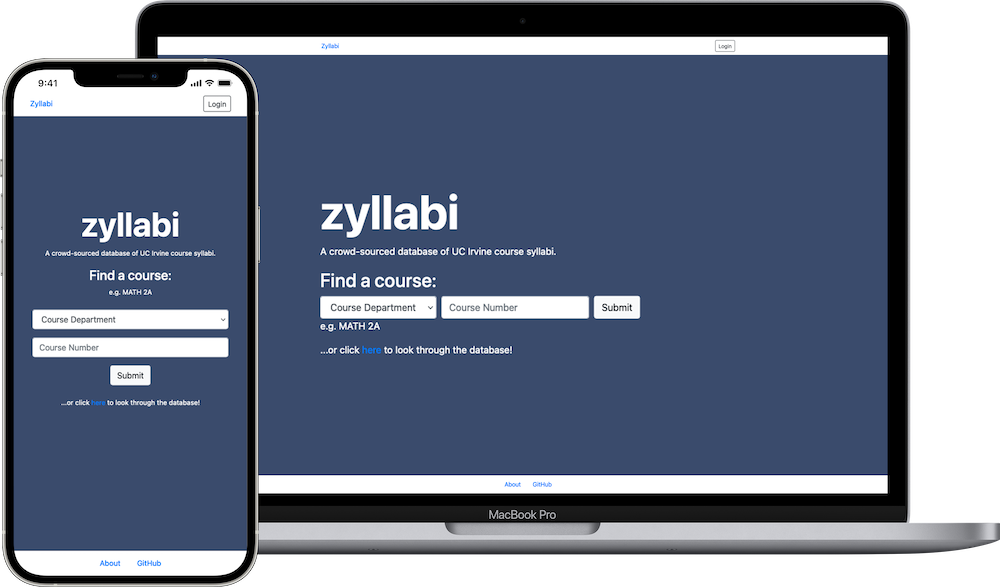 9:41
Zyllabi
Login
zyllabi
A crowd-sourced database of UC Irvine course syllabi.
Find a course:
e.g. MATH 2A
Course Department
Course Number
Submit
...or click here to look through the database!
About GitHub
Zyllabi
Login
zyllabi
A crowd-sourced database of UC Irvine course syllabi.
Find a course:
Course Department Course Number Submit
e.g. MATH 2A
...or click here to look through the database!
About GitHub
MacBook Pro